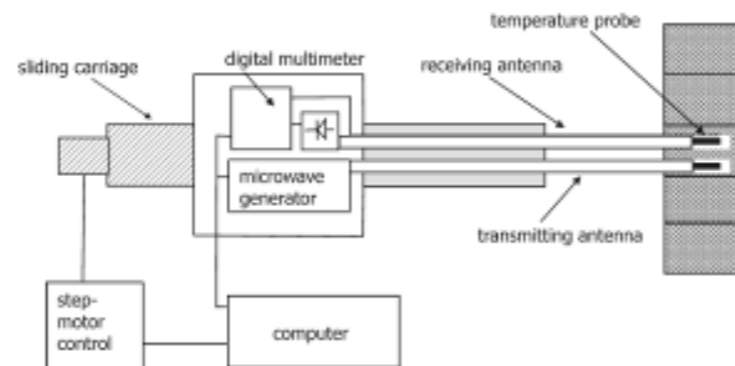 temperature probe
digital multimeter
receiving antenna
sliding carriage
microwave
generator
transmitting antenna
step-
motor
control
computer